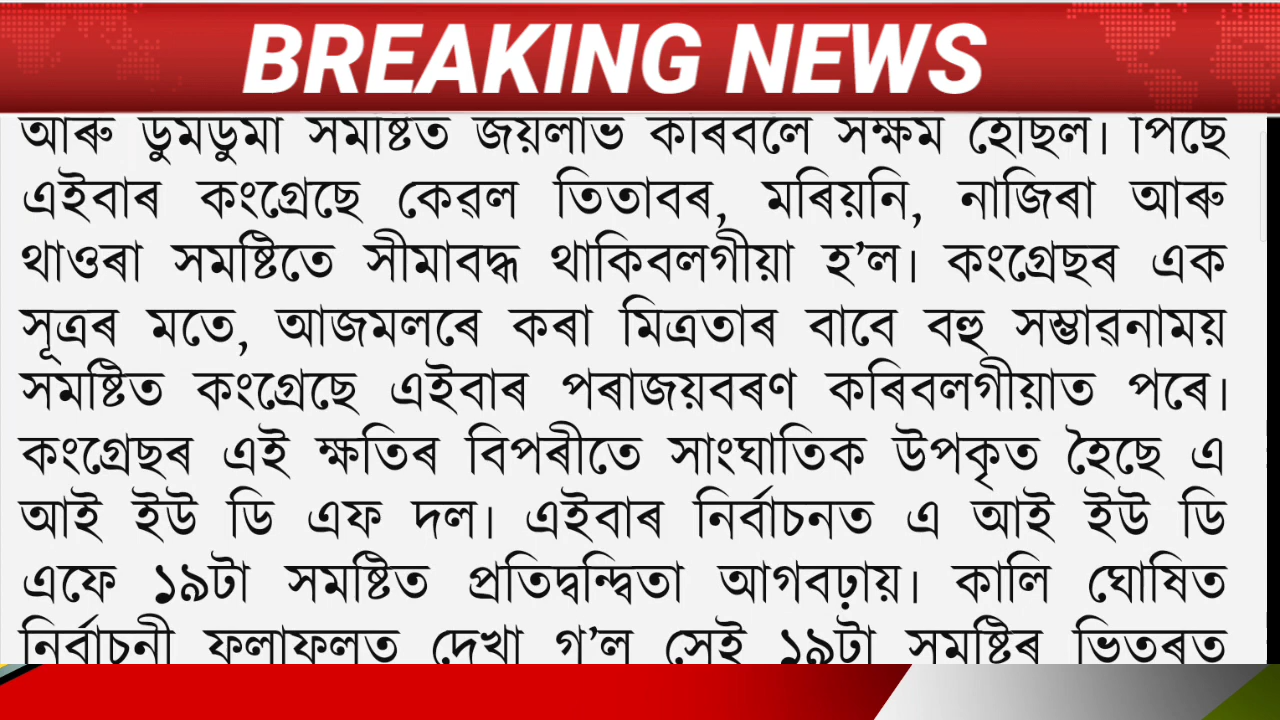 BREAKING NEWS
আৰু ডুমডুমা সমষ্টিত জয়লাভ কৰিবলৈ সক্ষম হৈছিল। পিছে
এইবাৰ কংগ্ৰেছে কেৱল তিতাবৰ, মৰিয়নি, নাজিৰা আৰু
থাওৰা সমষ্টিতে সীমাবদ্ধ থাকিবলগীয়া হ’ল। কংগ্ৰেছৰ এক
সূত্ৰৰ মতে, আজমলৰে কৰা মিত্ৰতাৰ বাবে বহু সম্ভাৱনাময়
সমষ্টিত কংগ্ৰেছে এইবাৰ পৰাজয়বৰণ কৰিবলগীয়াত পৰে।
কংগ্ৰেছৰ এই ক্ষতিৰ বিপৰীতে সাংঘাতিক উপকৃত হৈছে এ
আই ইউ ডি এফ দল। এইবাৰ নিৰ্বাচনত এ আই ইউ ডি
এফে ১৯টা সমষ্টিত প্ৰতিদ্বন্দ্বিতা আগবঢ়ায়। কালি ঘোষিত
নিৰ্বাচনী ফলাফলত দেখা গ’ল সেই ১৯টা সমষ্টিৰ ভিতৰত